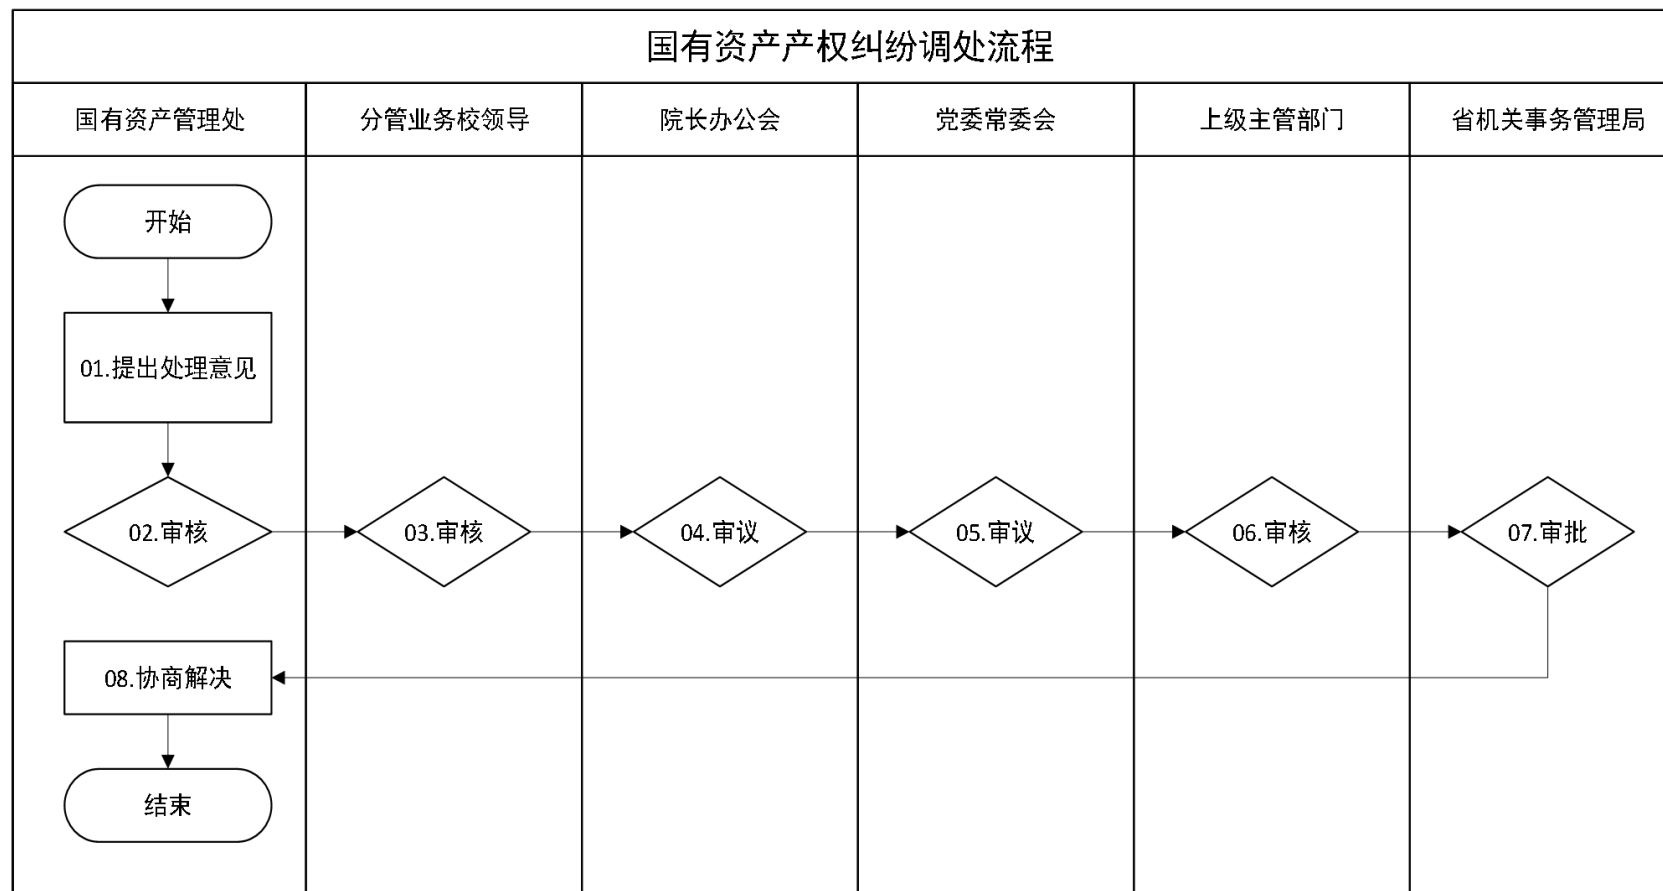 国有资产产权纠纷调处流程
国有资产管理处
分管业务校领导
院长办公会
党委常委会
上级主管部门
省机关事务管理局
开始
01.提出处理意见
02.审核
03.审核
04.审议
05.审议
06.审核
07.审批
08.协商解决
结束